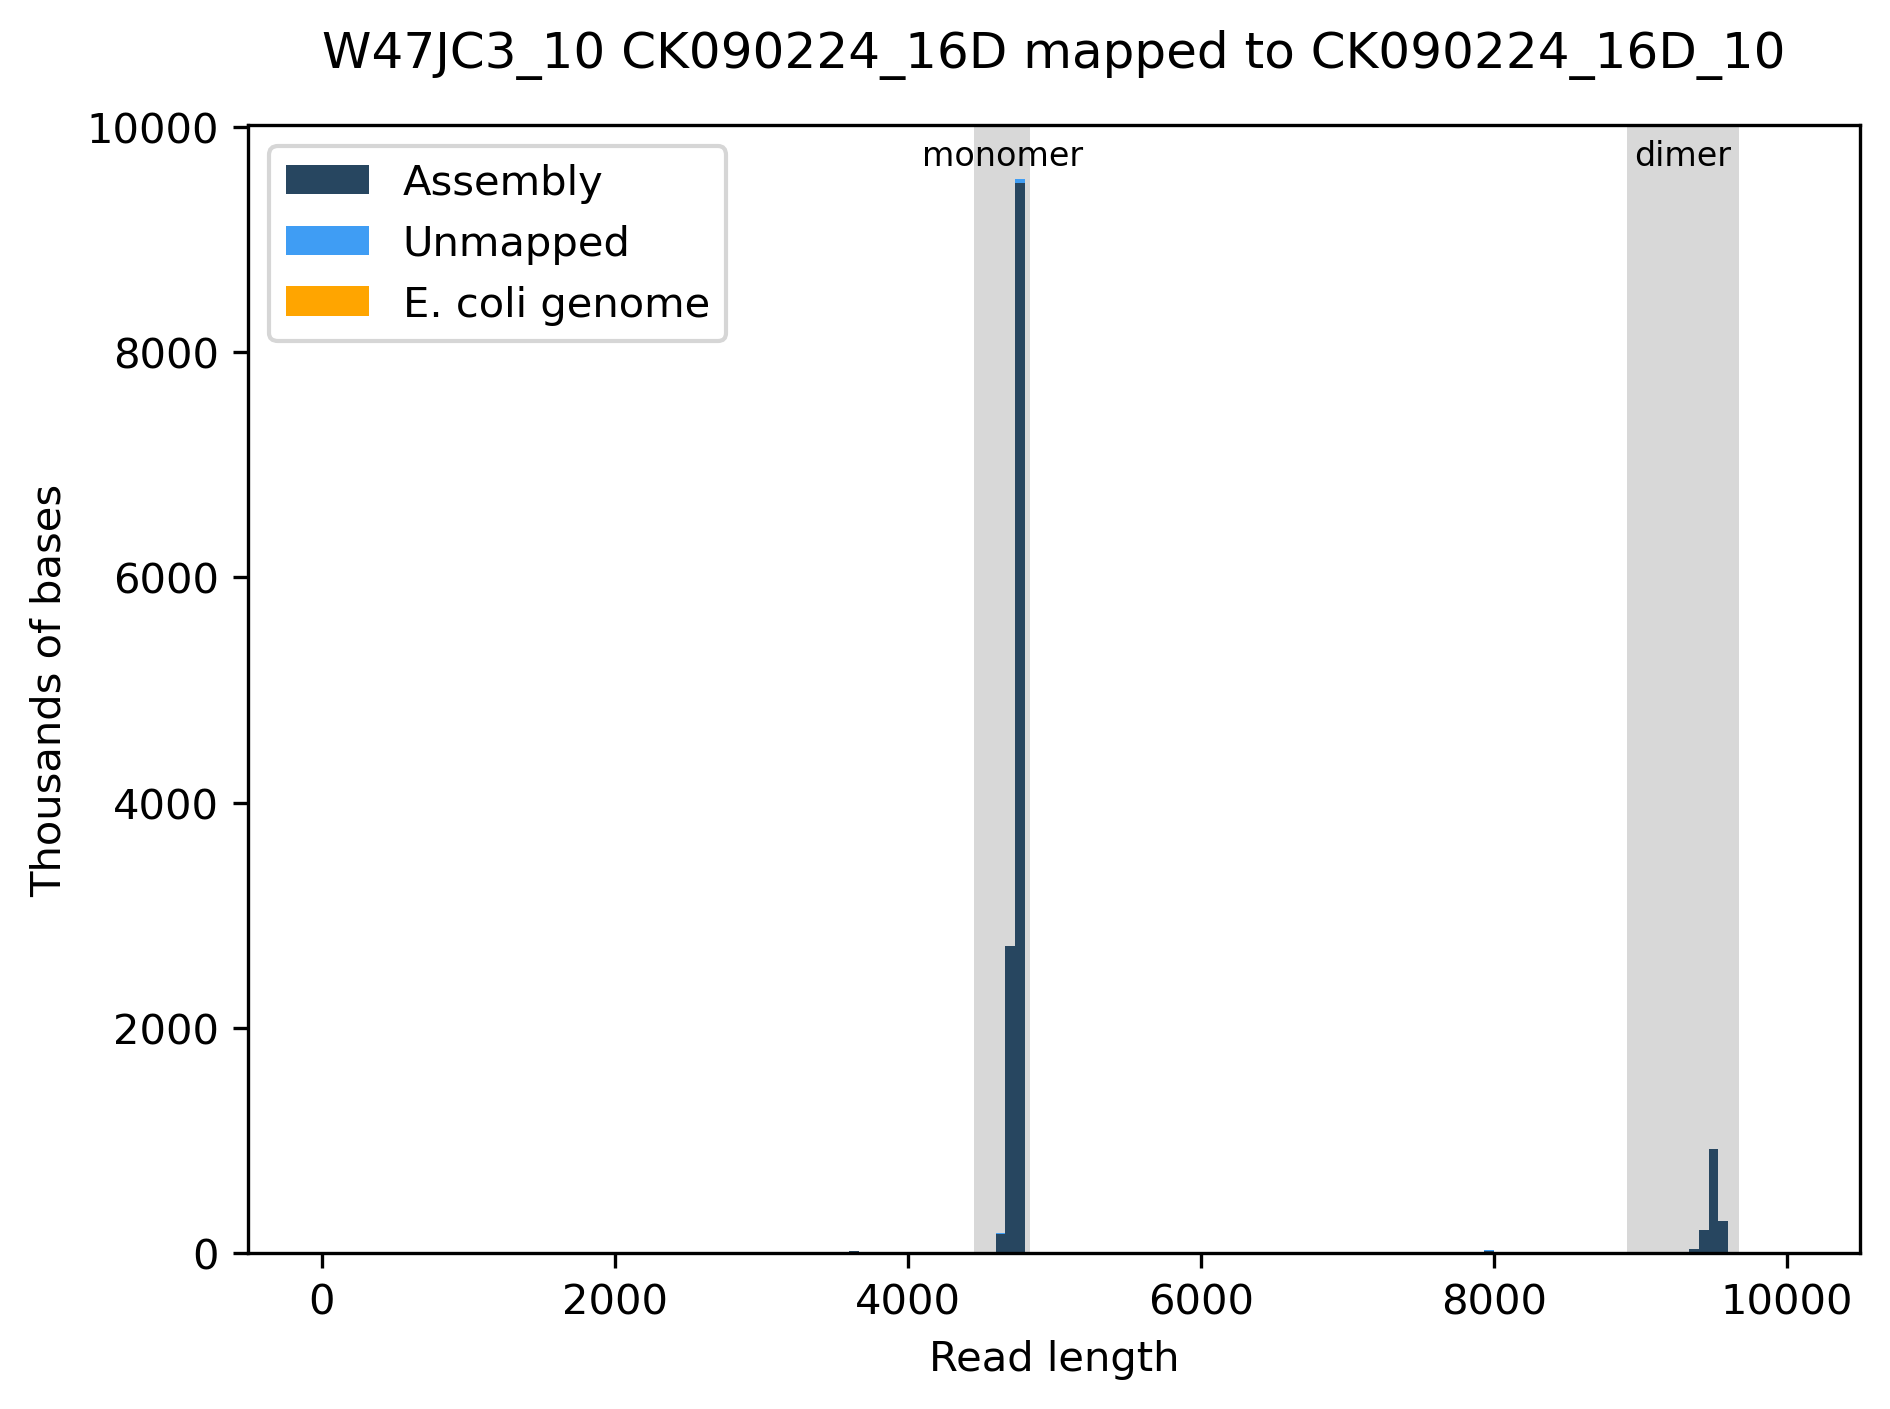 W47JC3_10 CK090224_16D mapped to CK090224_16D_10
10000
8000
6000
4000
2000
0
Thousands of bases
Assembly
Unmapped
E. coli genome
monomer
dimer
0
2000
4000
6000
8000
10000
Read length